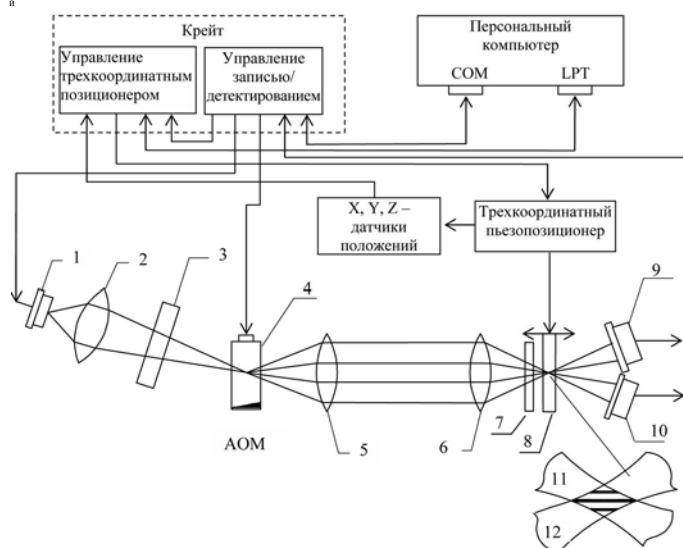 й
Крейт
Управление
трехкоординатным
позиционером
Управление
записью/
детектированием
Персональный
компьютер
COM
LPT
X, Y, Z –
датчики
положений
Трехкоординатный
пьезопозиционер
1
2
3
4
АОМ
5
6
7
8
9
10
11
12